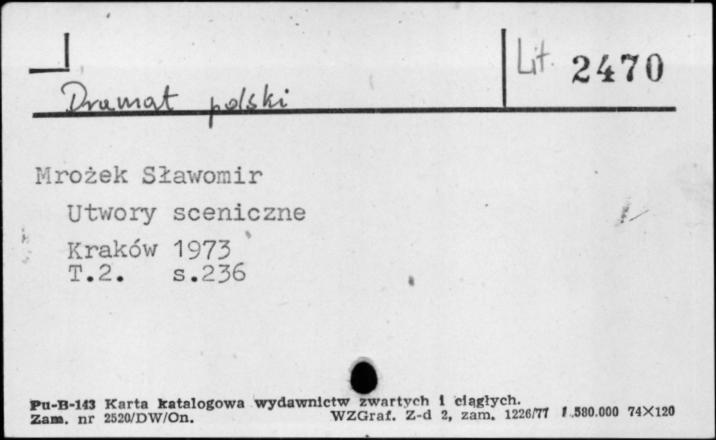 Lit. 2470
Dramat polski
Mrożek Sławomir
Utwory sceniczne
Kraków 1973
T.2. s.236
Pu-B-143 Karta katalogowa wydawnictw zwartych i ciągłych.
Zam. nr 2520/DW/On. WZGraf. Z-d 2, zam. 1226/77 1.580.000 74X120